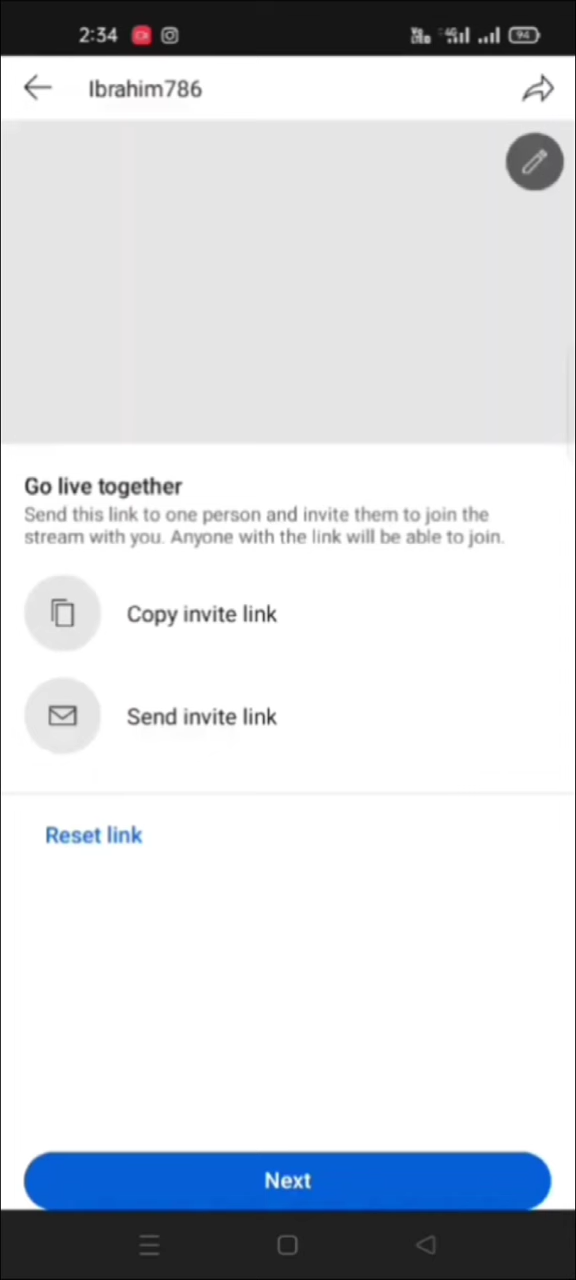 2:34
94
Ibrahim786
Go live together
Send this link to one person and invite them to join the
stream with you. Anyone with the link will be able to join.
Copy invite link
Send invite link
Reset link
Next